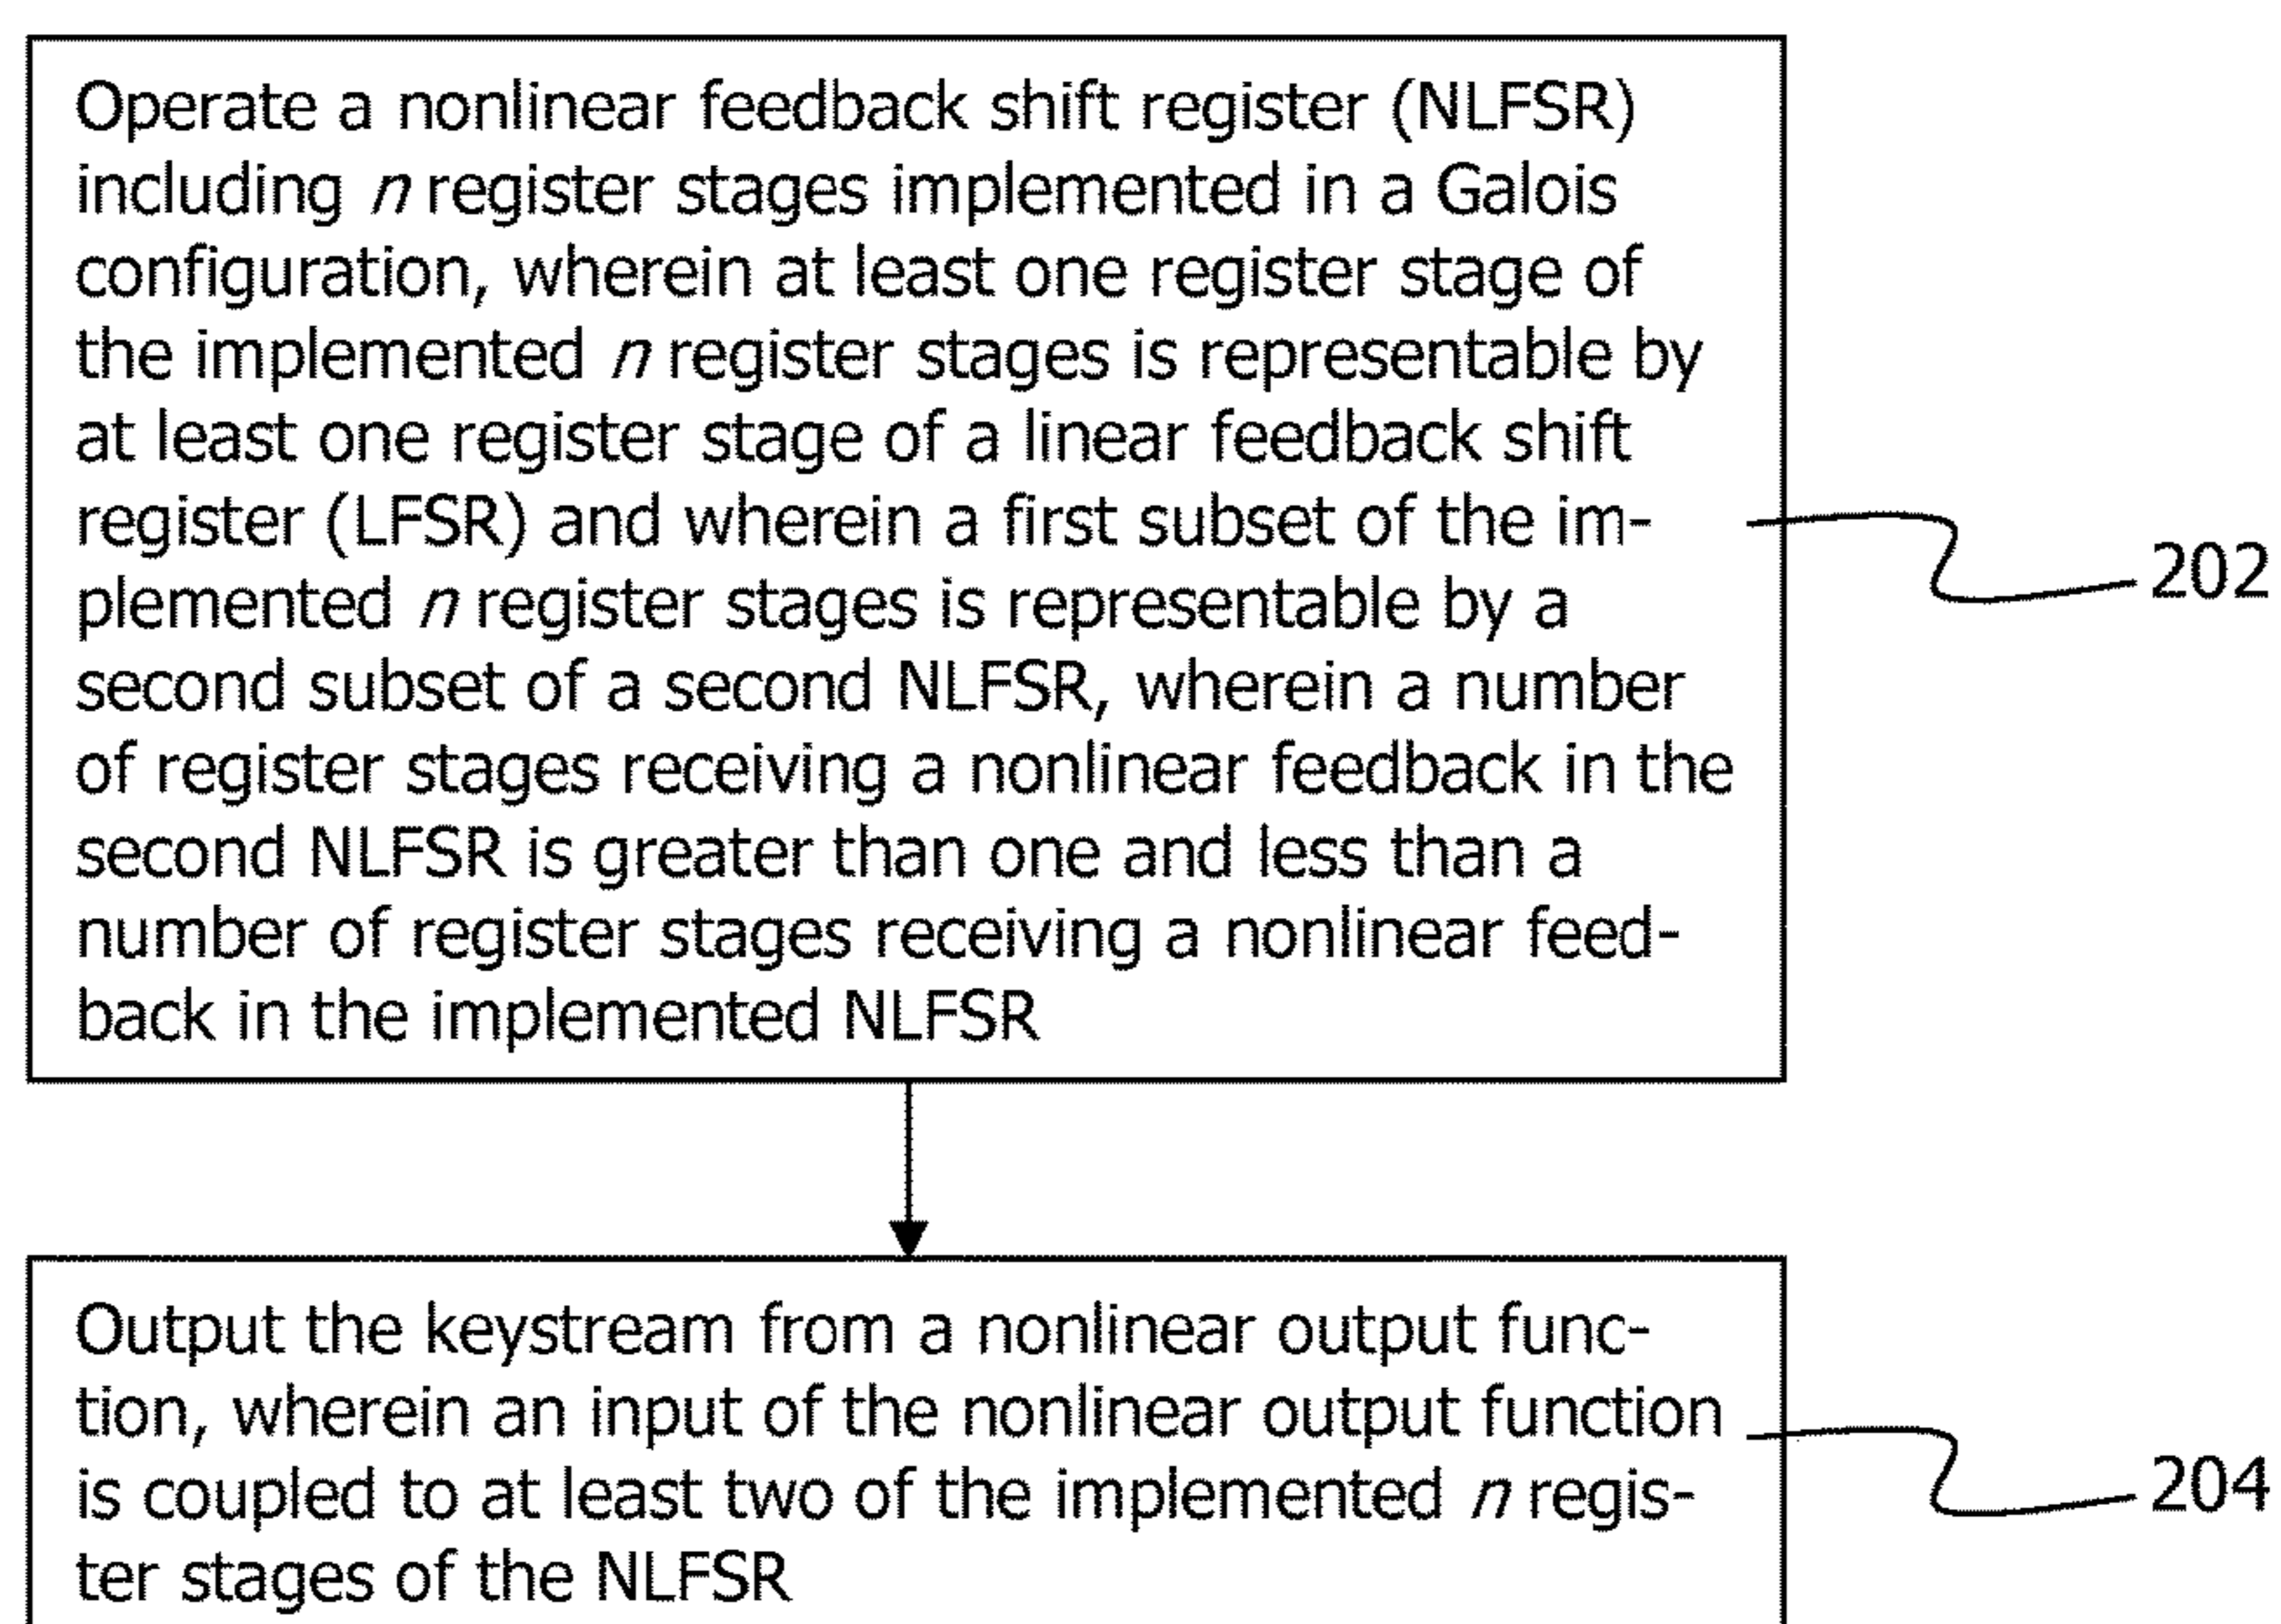 Operate a nonlinear feedback shift register (NLFSR)
including n register stages implemented in a Galois
configuration, wherein at least one register stage of
the implemented n register stages is representable by
at least one register stage of a linear feedback shift
register (LFSR) and wherein a first subset of the im-
plemented n register stages is representable by a
second subset of a second NLFSR, wherein a number
of register stages receiving a nonlinear feedback in the
second NLFSR is greater than one and less than a
number of register stages receiving a nonlinear feed-
back in the implemented NLFSR
202
Output the keystream from a nonlinear output func-
tion, wherein an input of the nonlinear output function
is coupled to at least two of the implemented n regis-
ter stages of the NLFSR
204